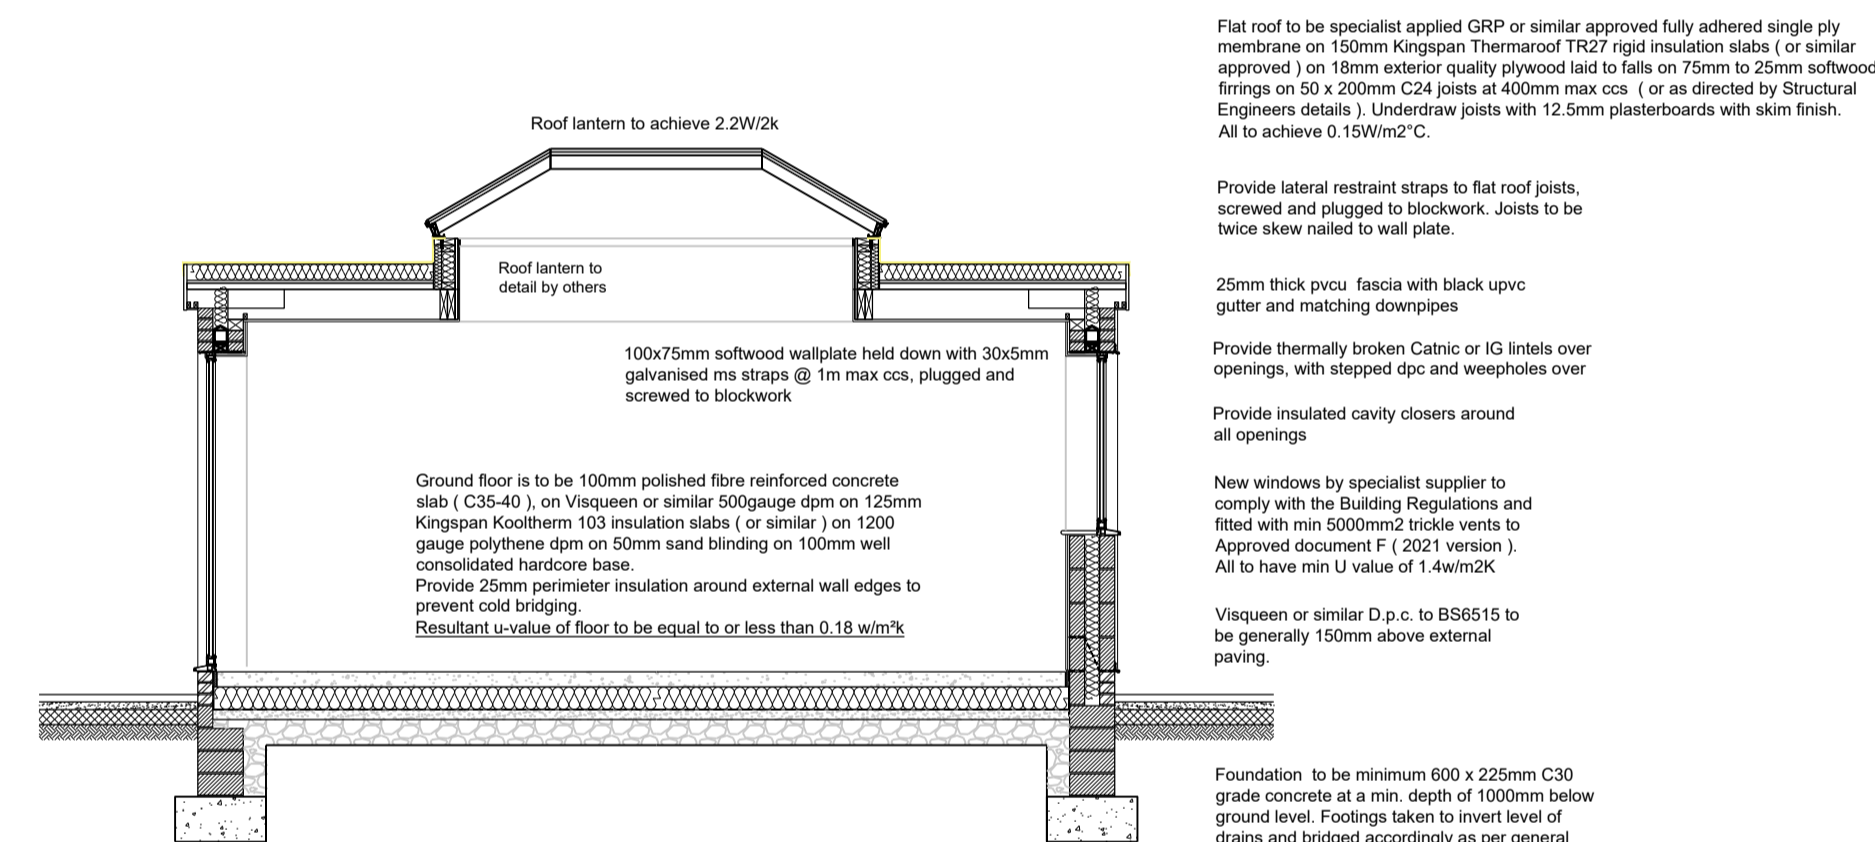 Flat roof to be specialist applied GRP or similar approved fully adhered single ply
membrane on 150mm Kingspan Thermaroof TR27 rigid insulation slabs ( or similar
approved ) on 18mm exterior quality plywood laid to falls on 75mm to 25mm softwood
firrings on 50 x 200mm C24 joists at 400mm max ccs  ( or as directed by Structural
Engineers details ). Underdraw joists with 12.5mm plasterboards with skim finish.
All to achieve 0.15W/m2°C.
Roof lantern to achieve 2.2W/2k
Provide lateral restraint straps to flat roof joists,
screwed and plugged to blockwork. Joists to be
twice skew nailed to wall plate.
Roof lantern to
detail by others
25mm thick pvcu  fascia with black upvc
gutter and matching downpipes
100x75mm softwood wallplate held down with 30x5mm
galvanised ms straps @ 1m max ccs, plugged and
screwed to blockwork
Provide thermally broken Catnic or IG lintels over
openings, with stepped dpc and weepholes over
Provide insulated cavity closers around
all openings
Ground floor is to be 100mm polished fibre reinforced concrete
slab ( C35-40 ), on Visqueen or similar 500gauge dpm on 125mm
Kingspan Kooltherm 103 insulation slabs ( or similar ) on 1200
gauge polythene dpm on 50mm sand blinding on 100mm well
consolidated hardcore base.
Provide 25mm perimieter insulation around external wall edges to
prevent cold bridging.
Resultant u-value of floor to be equal to or less than 0.18 w/m²k
New windows by specialist supplier to
comply with the Building Regulations and
fitted with min 5000mm2 trickle vents to
Approved document F ( 2021 version ).
All to have min U value of 1.4w/m2K
Visqueen or similar D.p.c. to BS6515 to
be generally 150mm above external
paving.
Foundation  to be minimum 600 x 225mm C30
grade concrete at a min. depth of 1000mm below
ground level. Footings taken to invert level of
drains and bridged accordingly as per general